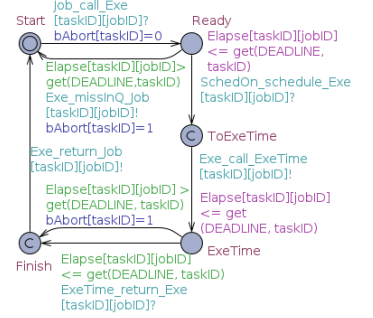 Start
Job_call_Exe
[taskID][jobID]?
bAbort[taskID]=0
Ready
Elapse[taskID][jobID]
<= get(DEADLINE,
taskID)
SchedOn_schedule_Exe
[taskID][jobID]?
Elapse[taskID][jobID]>
get(DEADLINE,taskID)
Exe_missInQ_Job
[taskID][jobID]!
bAbort[taskID]=1
C
ToExeTime
Exe_return_Job
[taskID][jobID]!
Exe_call_ExeTime
[taskID][jobID]!
Elapse[taskID][jobID] >
get(DEADLINE, taskID)
bAbort[taskID]=1
Elapse[taskID][jobID]
<= get
(DEADLINE, taskID)
C
Finish
ExeTime
Elapse[taskID][jobID]
<= get(DEADLINE, taskID)
ExeTime_return_Exe
[taskID][jobID]?